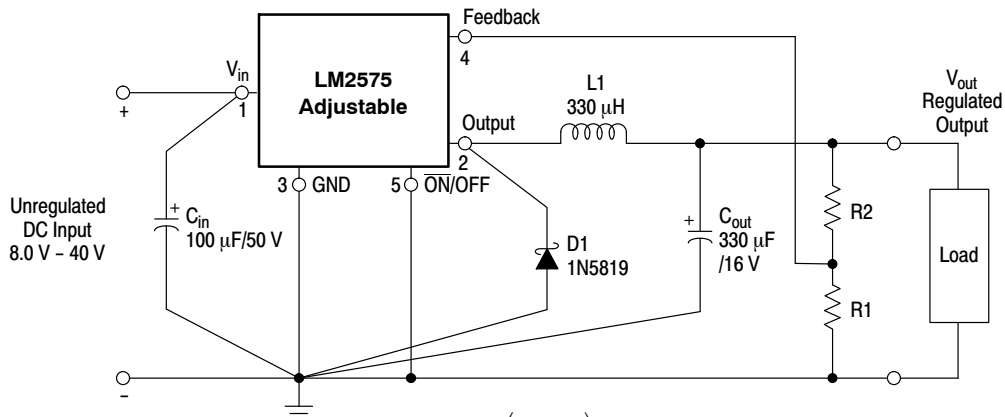 Feedback
4
V_in
1
LM2575
Adjustable
L1
330 μH
V_out
Regulated
Output
+
Output
2
3 GND
5 O̅N̅/OFF
Unregulated
DC Input
8.0 V – 40 V
+
C_in
100 μF/50 V
D1
1N5819
+
C_out
330 μF
/16 V
R2
Load
R1
-